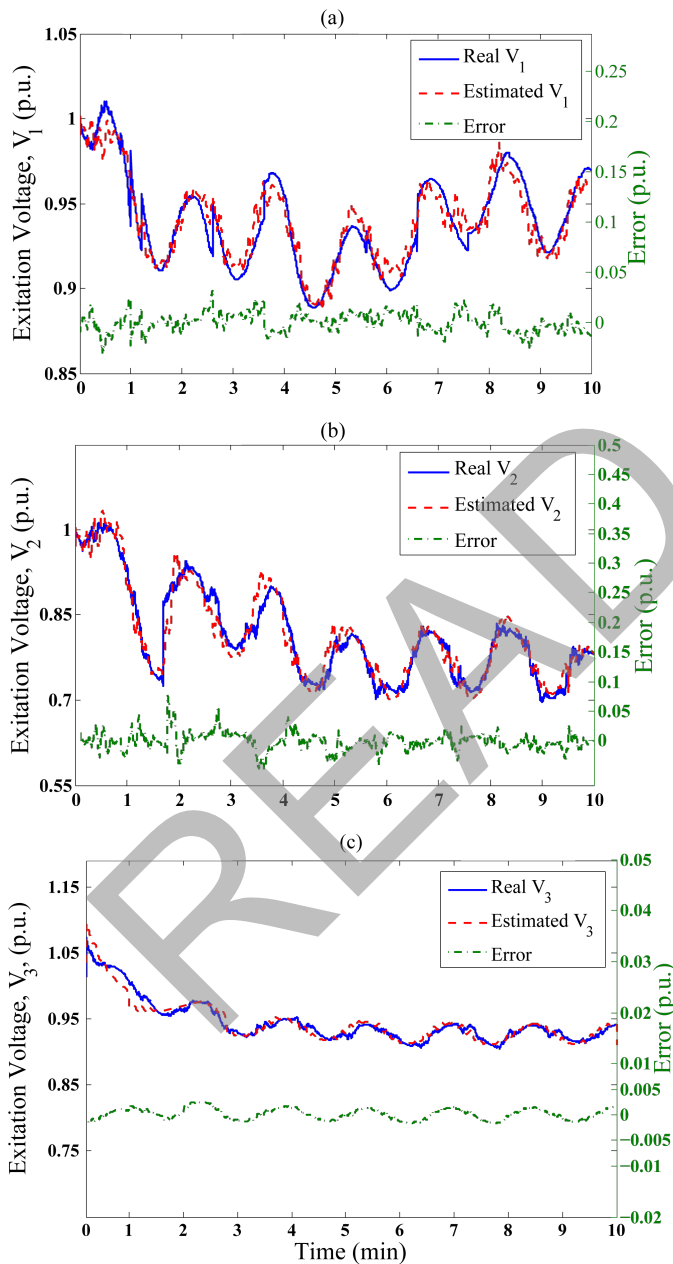 (a)
1.05
1
0.95
0.9
0.85
Exitation Voltage, V1 (p.u.)
Real V1
Estimated V1
Error
0.25
0.2
0.15
0.1
0.05
0
Error (p.u.)
0 1 2 3 4 5 6 7 8 9 10
(b)
1
0.85
0.7
0.55
Exitation Voltage, V2 (p.u.)
Real V2
Estimated V2
Error
0.5
0.4
0.35
0.3
0.2
0.15
0.1
0.05
0
Error (p.u.)
0 1 2 3 4 5 6 7 8 9 10
(c)
1.15
1.05
0.95
0.85
0.75
Exitation Voltage, V3, (p.u.)
Real V3
Estimated V3
Error
0.05
0.04
0.03
0.02
0.01
0.005
0
−0.005
−0.01
−0.02
Error (p.u.)
0 1 2 3 4 5 6 7 8 9 10
Time (min)
READ